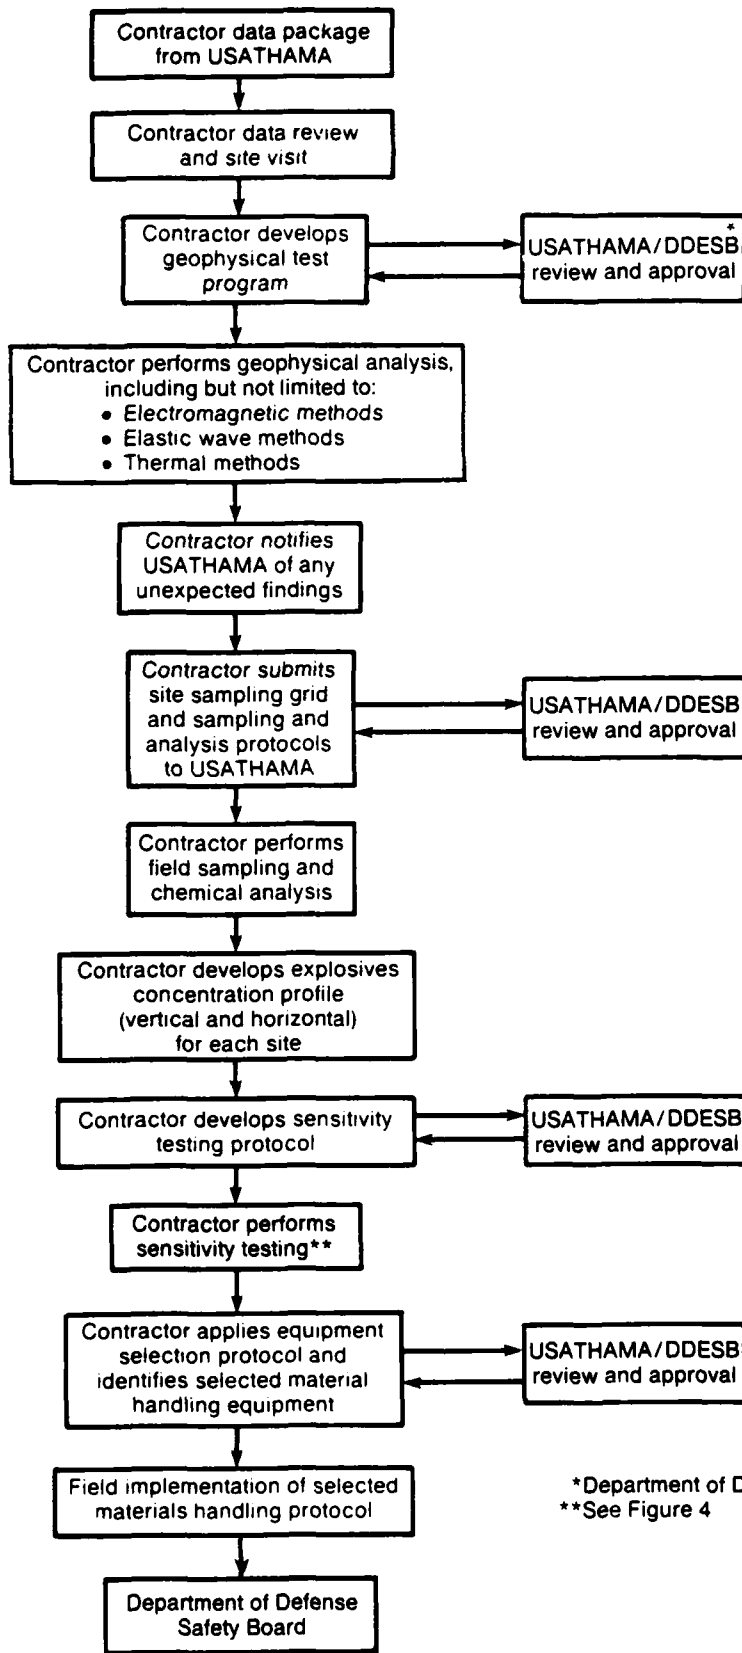 Contractor data package
from USATHAMA
Contractor data review
and site visit
Contractor develops
geophysical test
program
USATHAMA/DDESB*
review and approval
Contractor performs geophysical analysis,
including but not limited to:
• Electromagnetic methods
• Elastic wave methods
• Thermal methods
Contractor notifies
USATHAMA of any
unexpected findings
Contractor submits
site sampling grid
and sampling and
analysis protocols
to USATHAMA
USATHAMA/DDESB
review and approval
Contractor performs
field sampling and
chemical analysis
Contractor develops explosives
concentration profile
(vertical and horizontal)
for each site
Contractor develops sensitivity
testing protocol
USATHAMA/DDESB
review and approval
Contractor performs
sensitivity testing**
Contractor applies equipment
selection protocol and
identifies selected material
handling equipment
USATHAMA/DDESB
review and approval
Field implementation of selected
materials handling protocol
*Department of D
**See Figure 4
Department of Defense
Safety Board